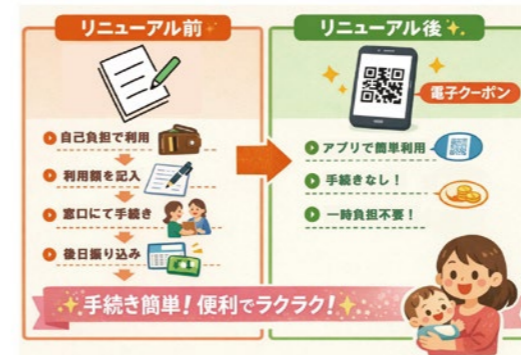 リニューアル前
自己負担で利用
利用額を記入
窓口にて手続き
後日振り込み
リニューアル後
電子クーポン
アプリで簡単利用
手続きなし！
一時負担不要！
手続き簡単！便利でラクラク！